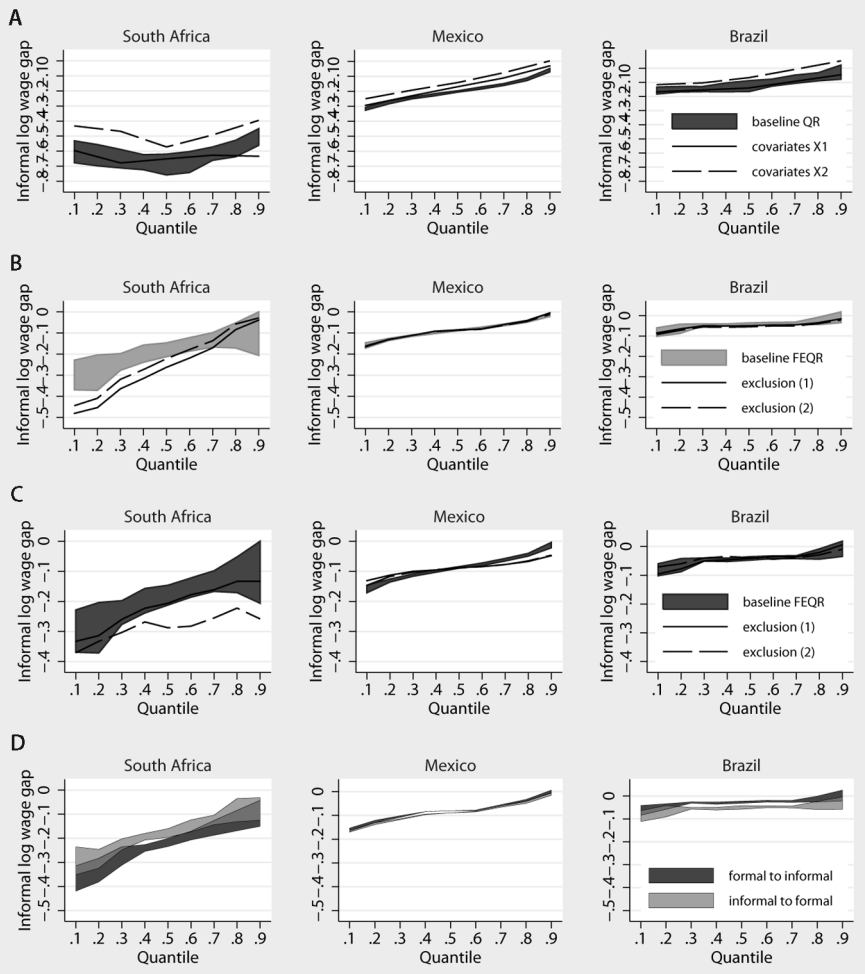 A
South Africa
Mexico
Brazil
Informal log wage gap
−.8−.7−.6−.5−.4−.3−.2−.1 0
.1 .2 .3 .4 .5 .6 .7 .8 .9
Quantile
Informal log wage gap
−.8−.7−.6−.5−.4−.3−.2−.1 0
.1 .2 .3 .4 .5 .6 .7 .8 .9
Quantile
Informal log wage gap
−.8−.7−.6−.5−.4−.3−.2−.1 0
baseline QR
covariates X1
covariates X2
.1 .2 .3 .4 .5 .6 .7 .8 .9
Quantile
B
South Africa
Mexico
Brazil
Informal log wage gap
−.5−.4−.3−.2−.1 0
.1 .2 .3 .4 .5 .6 .7 .8 .9
Quantile
Informal log wage gap
−.5−.4−.3−.2−.1 0
.1 .2 .3 .4 .5 .6 .7 .8 .9
Quantile
Informal log wage gap
−.5−.4−.3−.2−.1 0
baseline FEQR
exclusion (1)
exclusion (2)
.1 .2 .3 .4 .5 .6 .7 .8 .9
Quantile
C
South Africa
Mexico
Brazil
Informal log wage gap
−.4 −.3 −.2 −.1 0
.1 .2 .3 .4 .5 .6 .7 .8 .9
Quantile
Informal log wage gap
−.4 −.3 −.2 −.1 0
.1 .2 .3 .4 .5 .6 .7 .8 .9
Quantile
Informal log wage gap
−.4 −.3 −.2 −.1 0
baseline FEQR
exclusion (1)
exclusion (2)
.1 .2 .3 .4 .5 .6 .7 .8 .9
Quantile
D
South Africa
Mexico
Brazil
Informal log wage gap
−.5−.4−.3−.2−.1 0
.1 .2 .3 .4 .5 .6 .7 .8 .9
Quantile
Informal log wage gap
−.5−.4−.3−.2−.1 0
.1 .2 .3 .4 .5 .6 .7 .8 .9
Quantile
Informal log wage gap
−.5−.4−.3−.2−.1 0
formal to informal
informal to formal
.1 .2 .3 .4 .5 .6 .7 .8 .9
Quantile